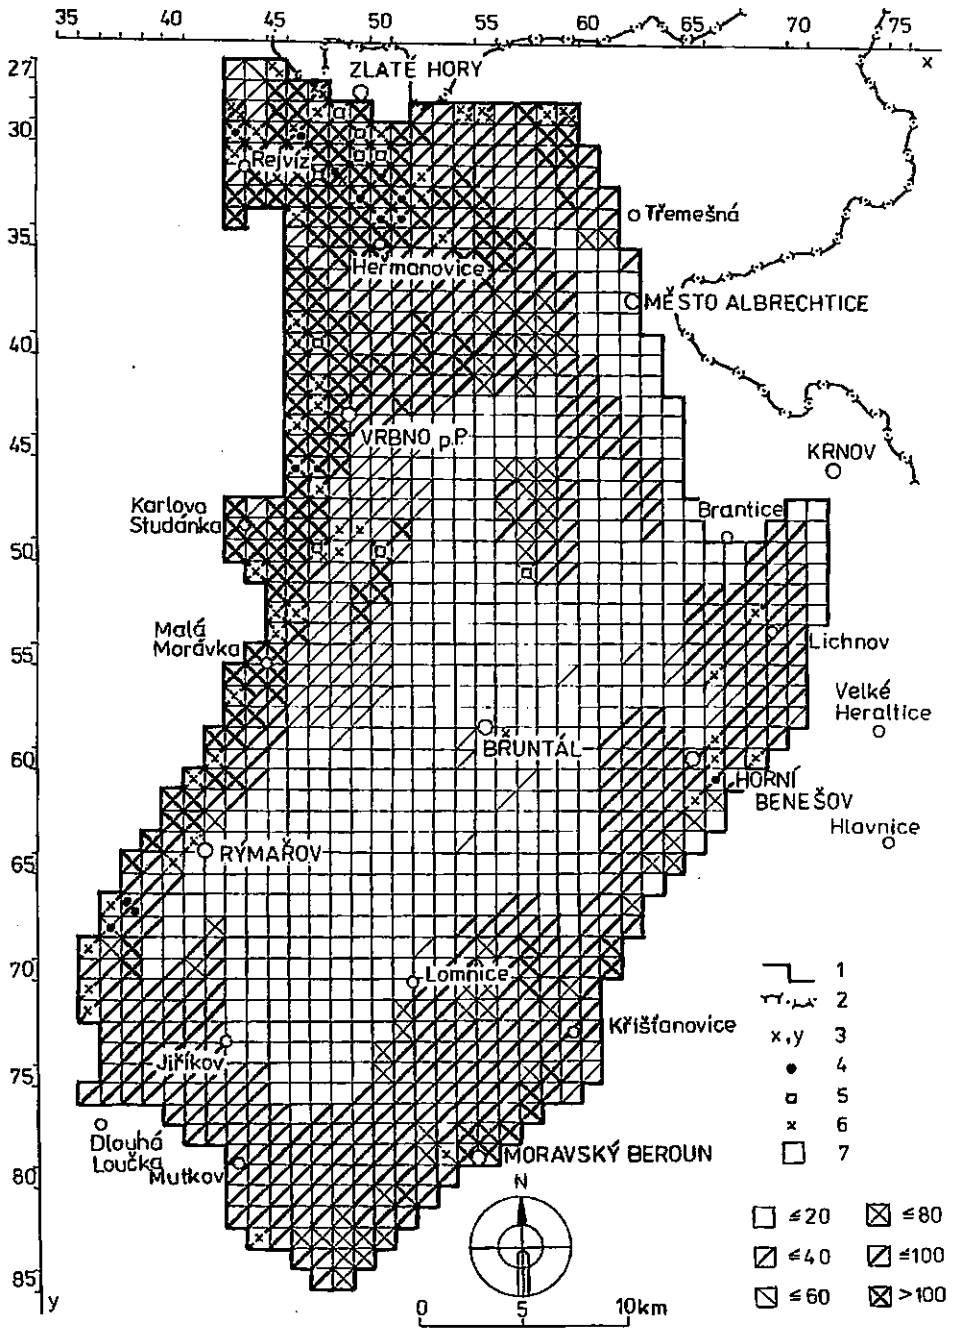 35 40 45 50 55 60 65 70 75
x
27
30
35
40
45
50
55
60
65
70
75
80
85
y
ZLATÉ HORY
Rejvíz
Třemešná
Heřmanovice
MĚSTO ALBRECHTICE
VRBNO p.P.
KRNOV
Karlova
Studánka
Brantice
Malá
Morávka
Lichnov
Velké
Heraltice
BRUNTÁL
HORNÍ
BENEŠOV
Hlavnice
RÝMAŘOV
Lomnice
Křišťanovice
Jiříkov
Dlouhá
Loučka
Mutkov
MORAVSKÝ BEROUN
N
0 5 10km
1
2
x,y 3
4
5
x 6
7
≤20 ≤80
≤40 ≤100
≤60 >100